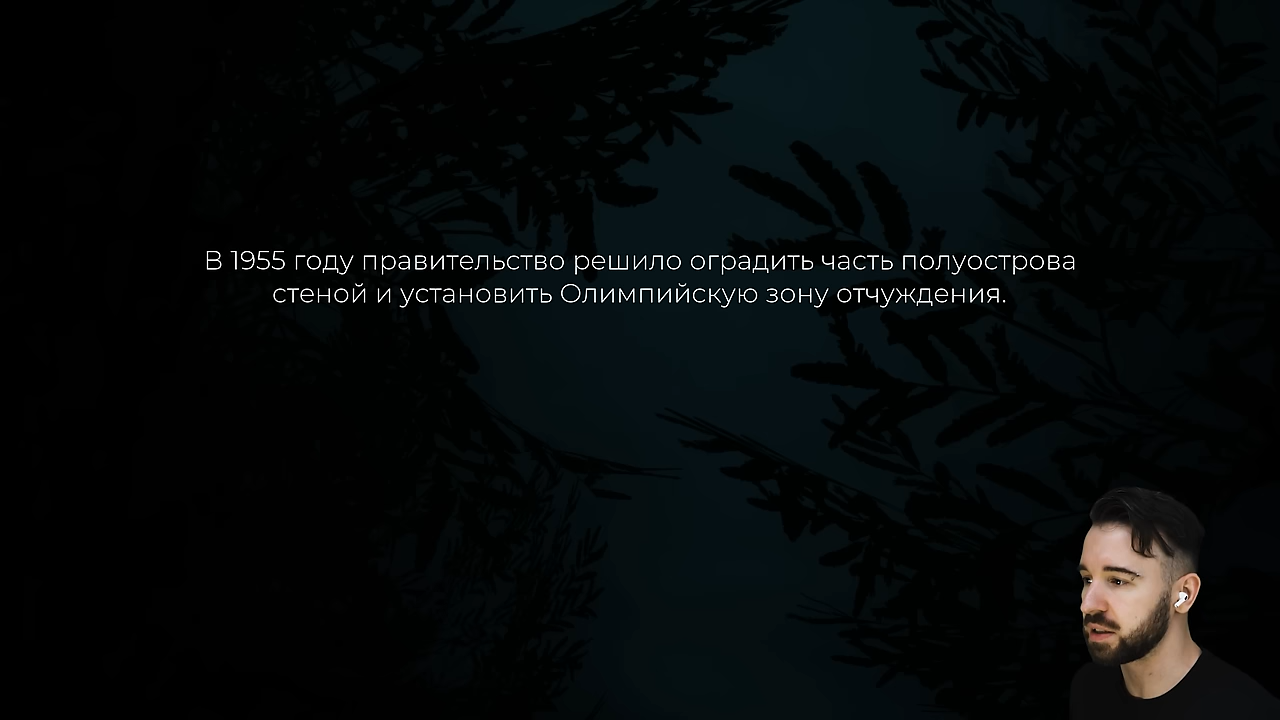 В 1955 году правительство решило оградить часть полуострова
стеной и установить Олимпийскую зону отчуждения.